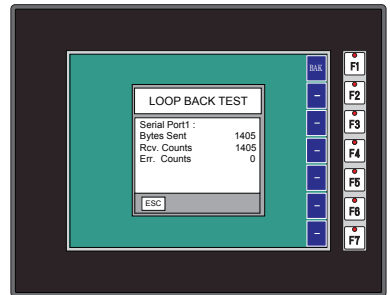 BAK
F1
LOOP BACK TEST
F2
Serial Port1 :
F3
Bytes Sent 1405
Rcv. Counts 1405
Err. Counts 0
F4
F5
ESC
F6
F7